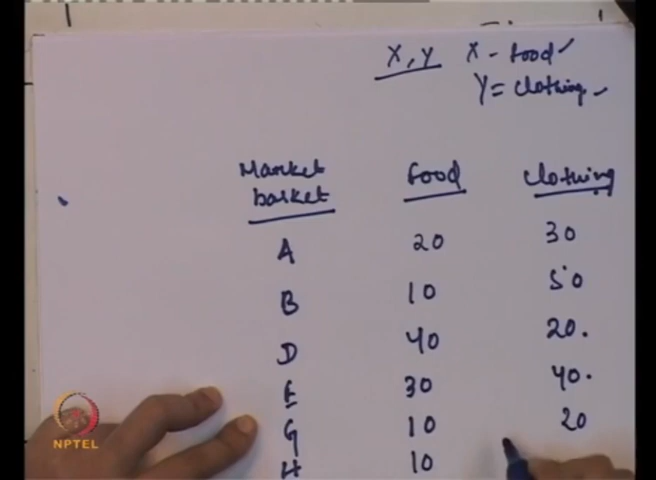 X, Y X - food
Y = clothing
Market basket Food Clothing
A 20 30
B 10 50
D 40 20.
E 30 40.
G 10 20
H 10
NPTEL